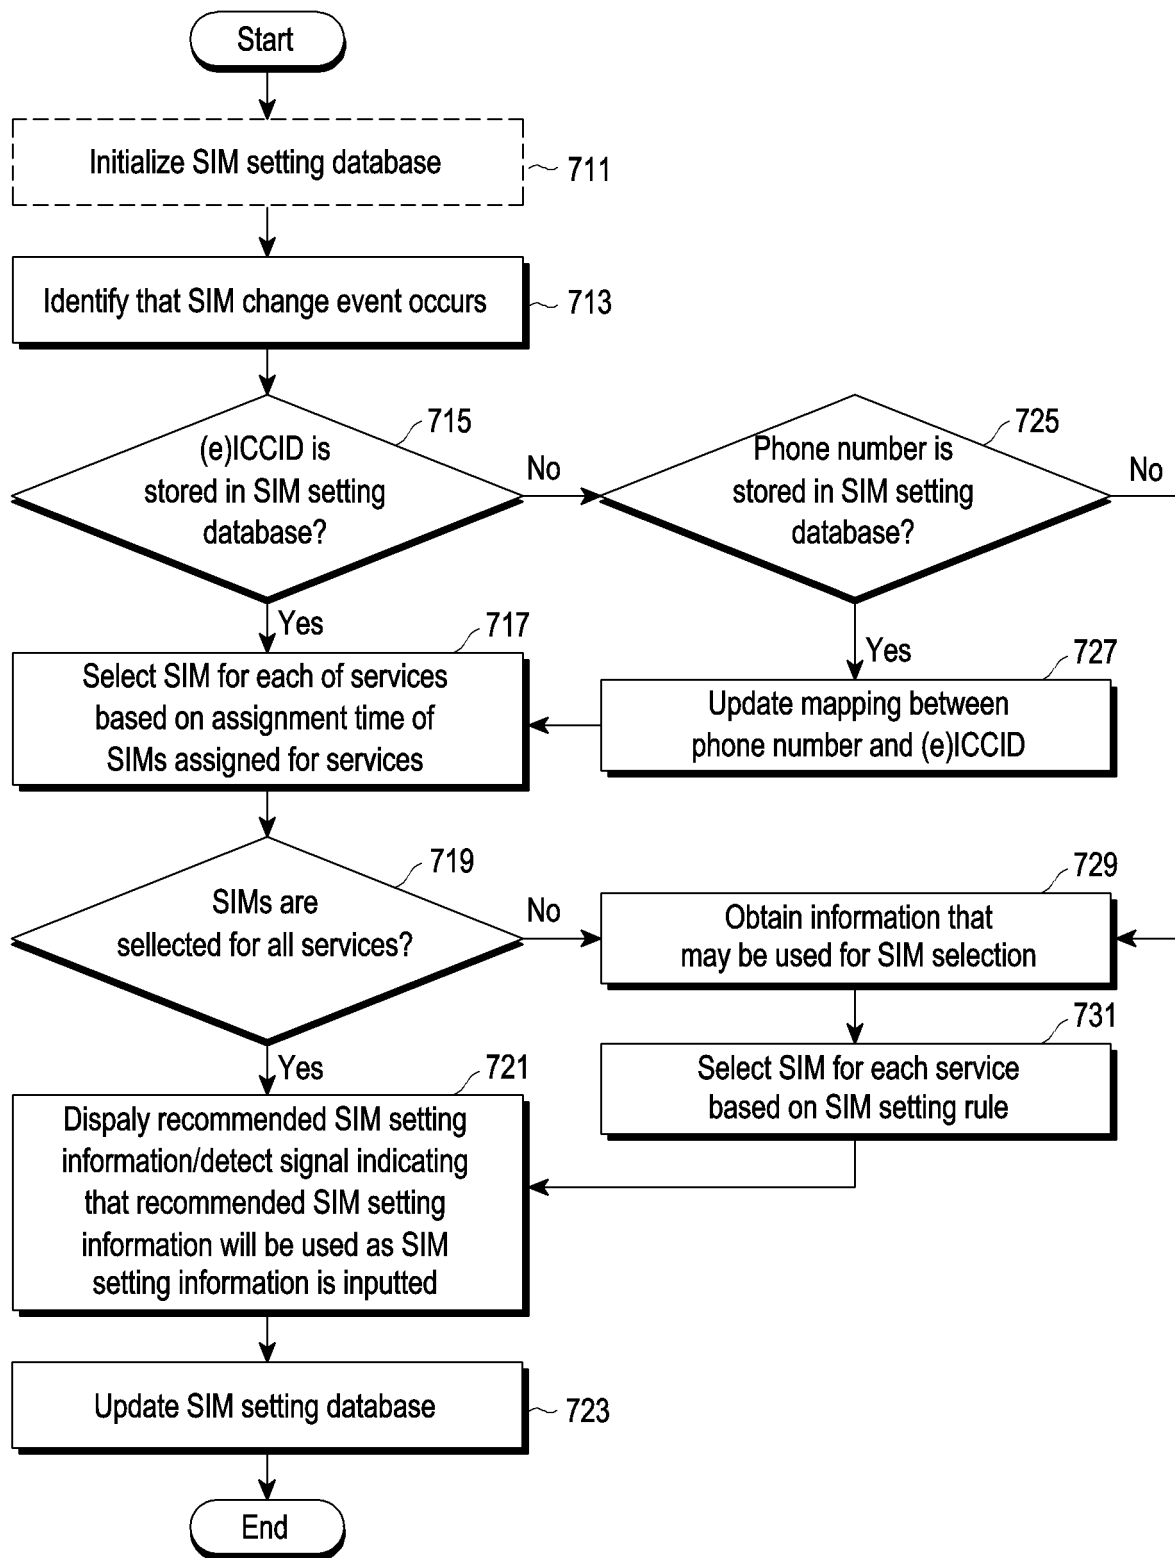 Start
Initialize SIM setting database
711
Identify that SIM change event occurs
713
(e)ICCID is
stored in SIM setting
database?
715
No
Yes
Phone number is
stored in SIM setting
database?
725
No
Yes
717
Select SIM for each of services
based on assignment time of
SIMs assigned for services
727
Update mapping between
phone number and (e)ICCID
719
SIMs are
sellected for all services?
No
Yes
729
Obtain information that
may be used for SIM selection
731
Select SIM for each service
based on SIM setting rule
721
Dispaly recommended SIM setting
information/detect signal indicating
that recommended SIM setting
information will be used as SIM
setting information is inputted
Update SIM setting database
723
End